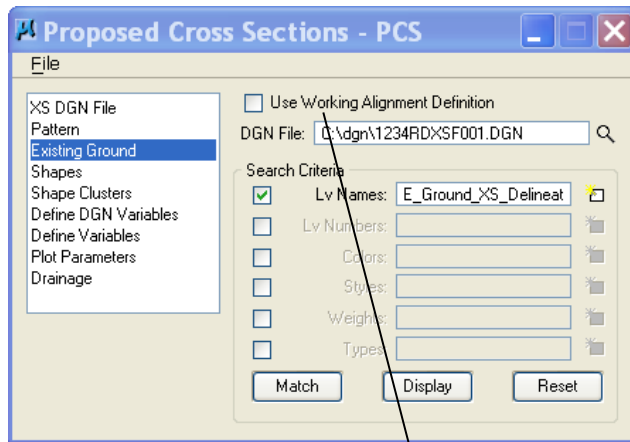 Proposed Cross Sections - PCS
File
XS DGN File
Pattern
Existing Ground
Shapes
Shape Clusters
Define DGN Variables
Define Variables
Plot Parameters
Drainage
Use Working Alignment Definition
DGN File: C:\dgn\1234RDXSF001.DGN
Search Criteria
Lv Names: E_Ground_XS_Delineat
Lv Numbers:
Colors:
Styles:
Weights:
Types:
Match Display Reset